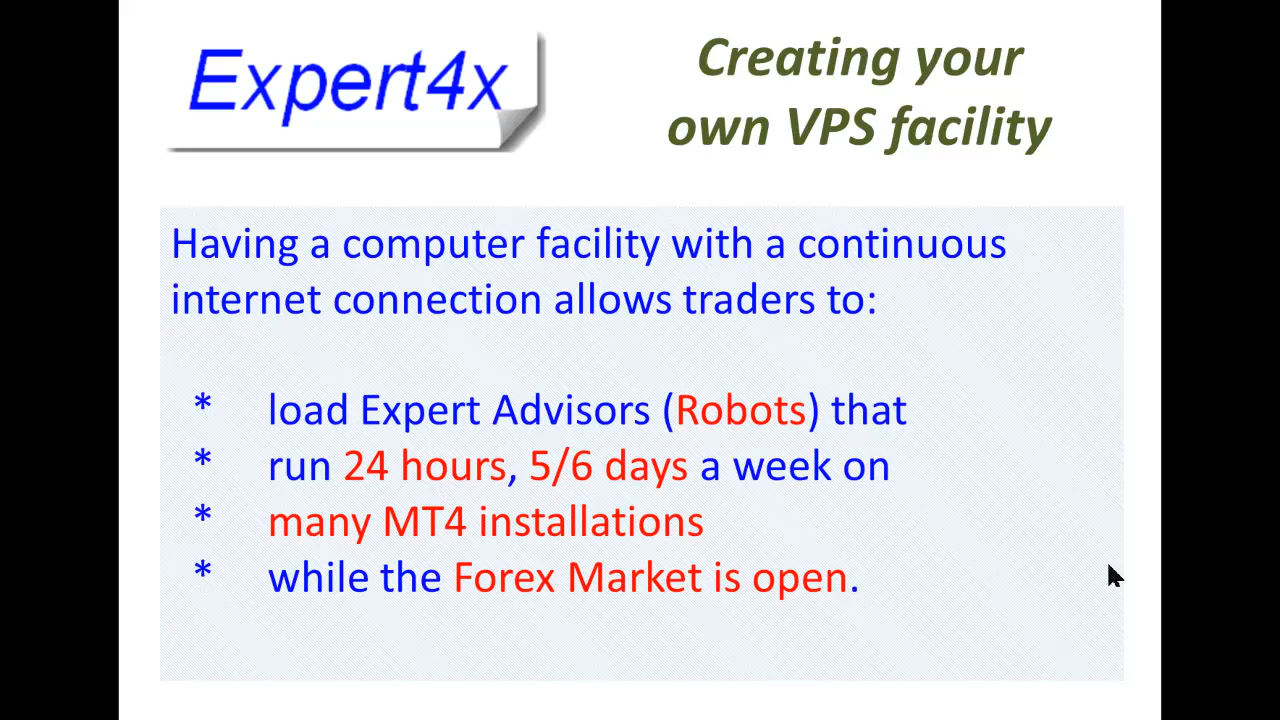 Expert4x
Creating your
own VPS facility
Having a computer facility with a continuous
internet connection allows traders to:
* load Expert Advisors (Robots) that
* run 24 hours, 5/6 days a week on
* many MT4 installations
* while the Forex Market is open.